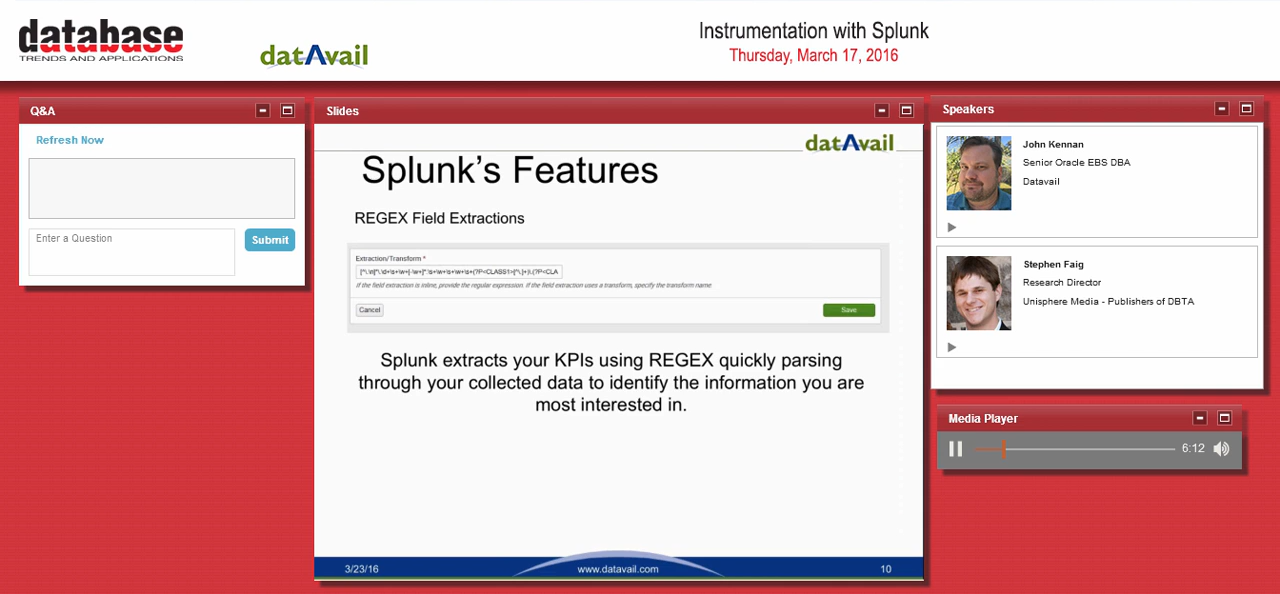 database
TRENDS AND APPLICATIONS
datAvail
Instrumentation with Splunk
Thursday, March 17, 2016
Q&A
Refresh Now
Enter a Question
Submit
Slides
datAvail
Splunk's Features
REGEX Field Extractions
Extraction/Transform *
If the field extraction is inline, provide the regular expression. If the field extraction uses a transform, specify the transform name.
Cancel
Save
Splunk extracts your KPIs using REGEX quickly parsing
through your collected data to identify the information you are
most interested in.
3/23/16
www.datavail.com
10
Speakers
John Kennan
Senior Oracle EBS DBA
Datavail
Stephen Faig
Research Director
Unisphere Media - Publishers of DBTA
Media Player
6:12